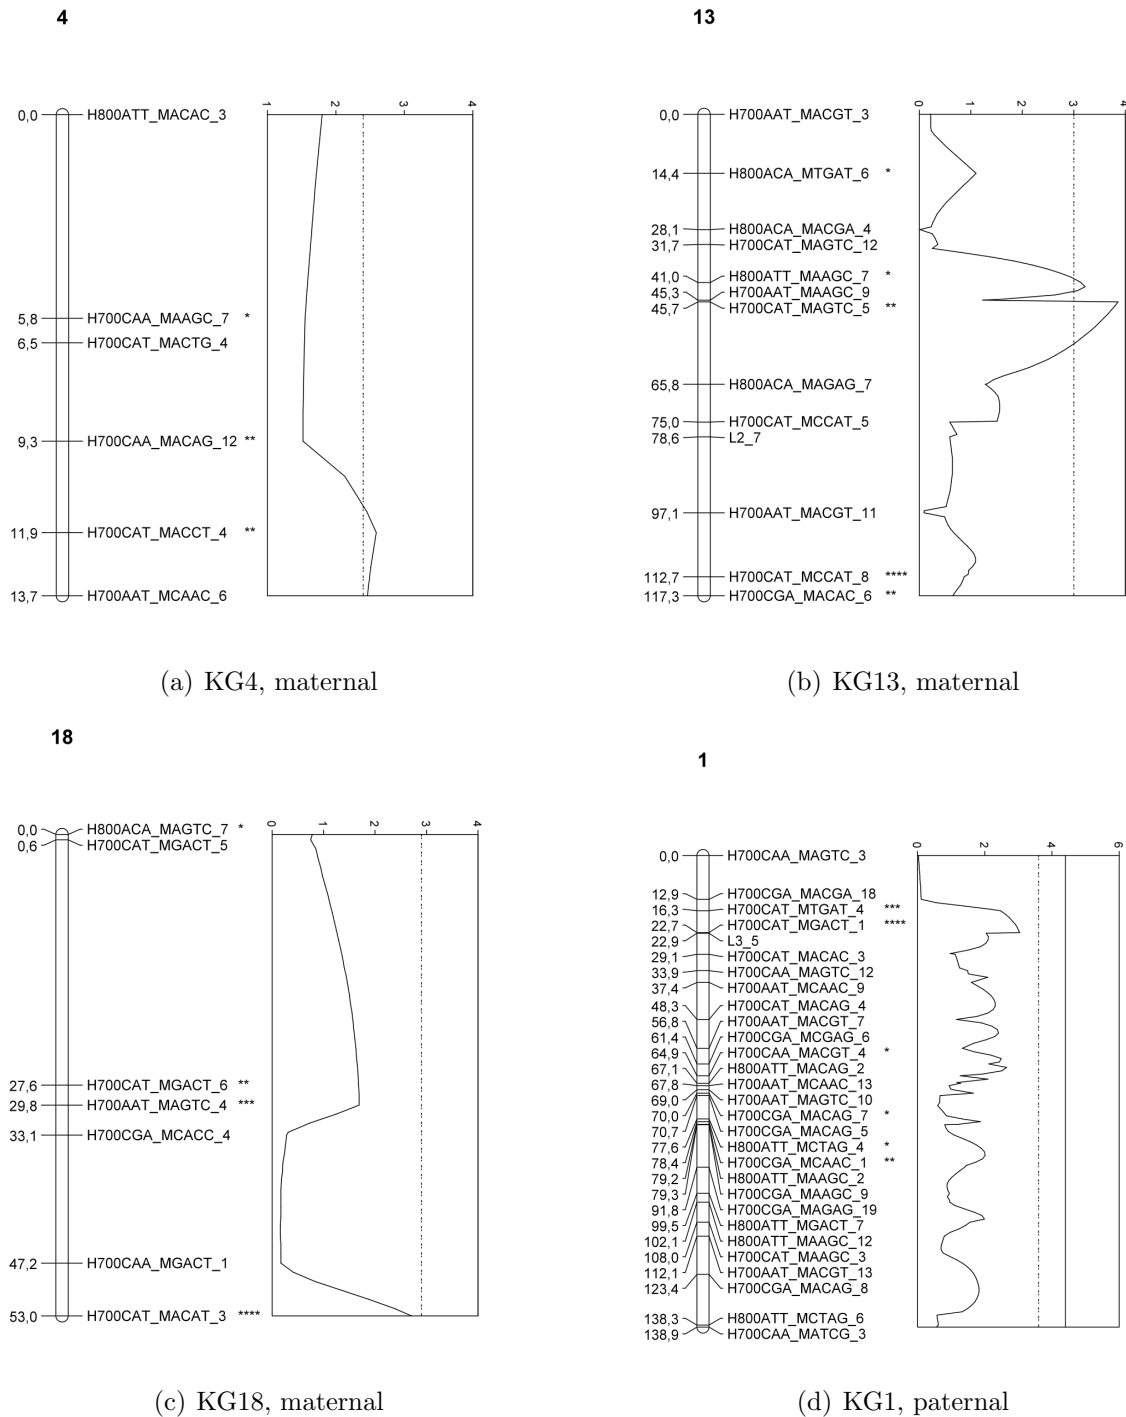 4
1 2 3 4
0,0 H800ATT_MACAC_3
5,8 H700CAA_MAAGC_7 *
6,5 H700CAT_MACTG_4
9,3 H700CAA_MACAG_12 **
11,9 H700CAT_MACCT_4 **
13,7 H700AAT_MCAAC_6
(a) KG4, maternal
13
0 1 2 3 4
0,0 H700AAT_MACGT_3
14,4 H800ACA_MTGAT_6 *
28,1 H800ACA_MACGA_4
31,7 H700CAT_MAGTC_12
41,0 H800ATT_MAAGC_7 *
45,3 H700AAT_MAAGC_9
45,7 H700CAT_MAGTC_5 **
65,8 H800ACA_MAGAG_7
75,0 H700CAT_MCCAT_5
78,6 L2_7
97,1 H700AAT_MACGT_11
112,7 H700CAT_MCCAT_8 ****
117,3 H700CGA_MACAC_6 **
(b) KG13, maternal
18
0 1 2 3 4
0,0 H800ACA_MAGTC_7 *
0,6 H700CAT_MGACT_5
27,6 H700CAT_MGACT_6 **
29,8 H700AAT_MAGTC_4 ***
33,1 H700CGA_MCACC_4
47,2 H700CAA_MGACT_1
53,0 H700CAT_MACAT_3 ****
(c) KG18, maternal
1
0 2 4 6
0,0 H700CAA_MAGTC_3
12,9 H700CGA_MACGA_18
16,3 H700CAT_MTGAT_4 ***
22,7 H700CAT_MGACT_1 ****
22,9 L3_5
29,1 H700CAT_MACAC_3
33,9 H700CAA_MAGTC_12
37,4 H700AAT_MCAAC_9
48,3 H700CAT_MACAG_4
56,8 H700AAT_MACGT_7
61,4 H700CGA_MCGAG_6
64,9 H700CAA_MACGT_4 *
67,1 H800ATT_MACAG_2
67,8 H700AAT_MCAAC_13
69,0 H700AAT_MAGTC_10
70,0 H700CGA_MACAG_7 *
70,7 H700CGA_MACAG_5
77,6 H800ATT_MCTAG_4 *
78,4 H700CGA_MCAAC_1 **
79,2 H800ATT_MAAGC_2
79,3 H700CGA_MAAGC_9
91,8 H700CGA_MAGAG_19
99,5 H800ATT_MGACT_7
102,1 H800ATT_MAAGC_12
108,0 H700CAT_MAAGC_3
112,1 H700AAT_MACGT_13
123,4 H700CGA_MACAG_8
138,3 H800ATT_MCTAG_6
138,9 H700CAA_MATCG_3
(d) KG1, paternal